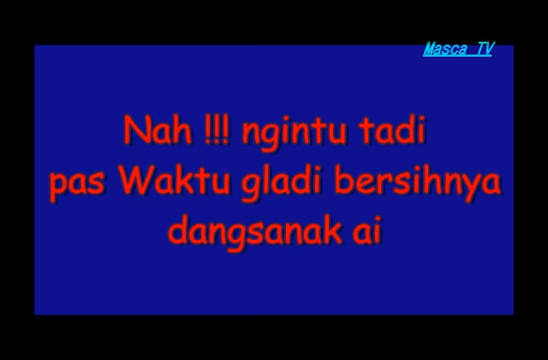 Masca TV
Nah !!! ngintu tadi
pas Waktu gladi bersihnya
dangsanak ai